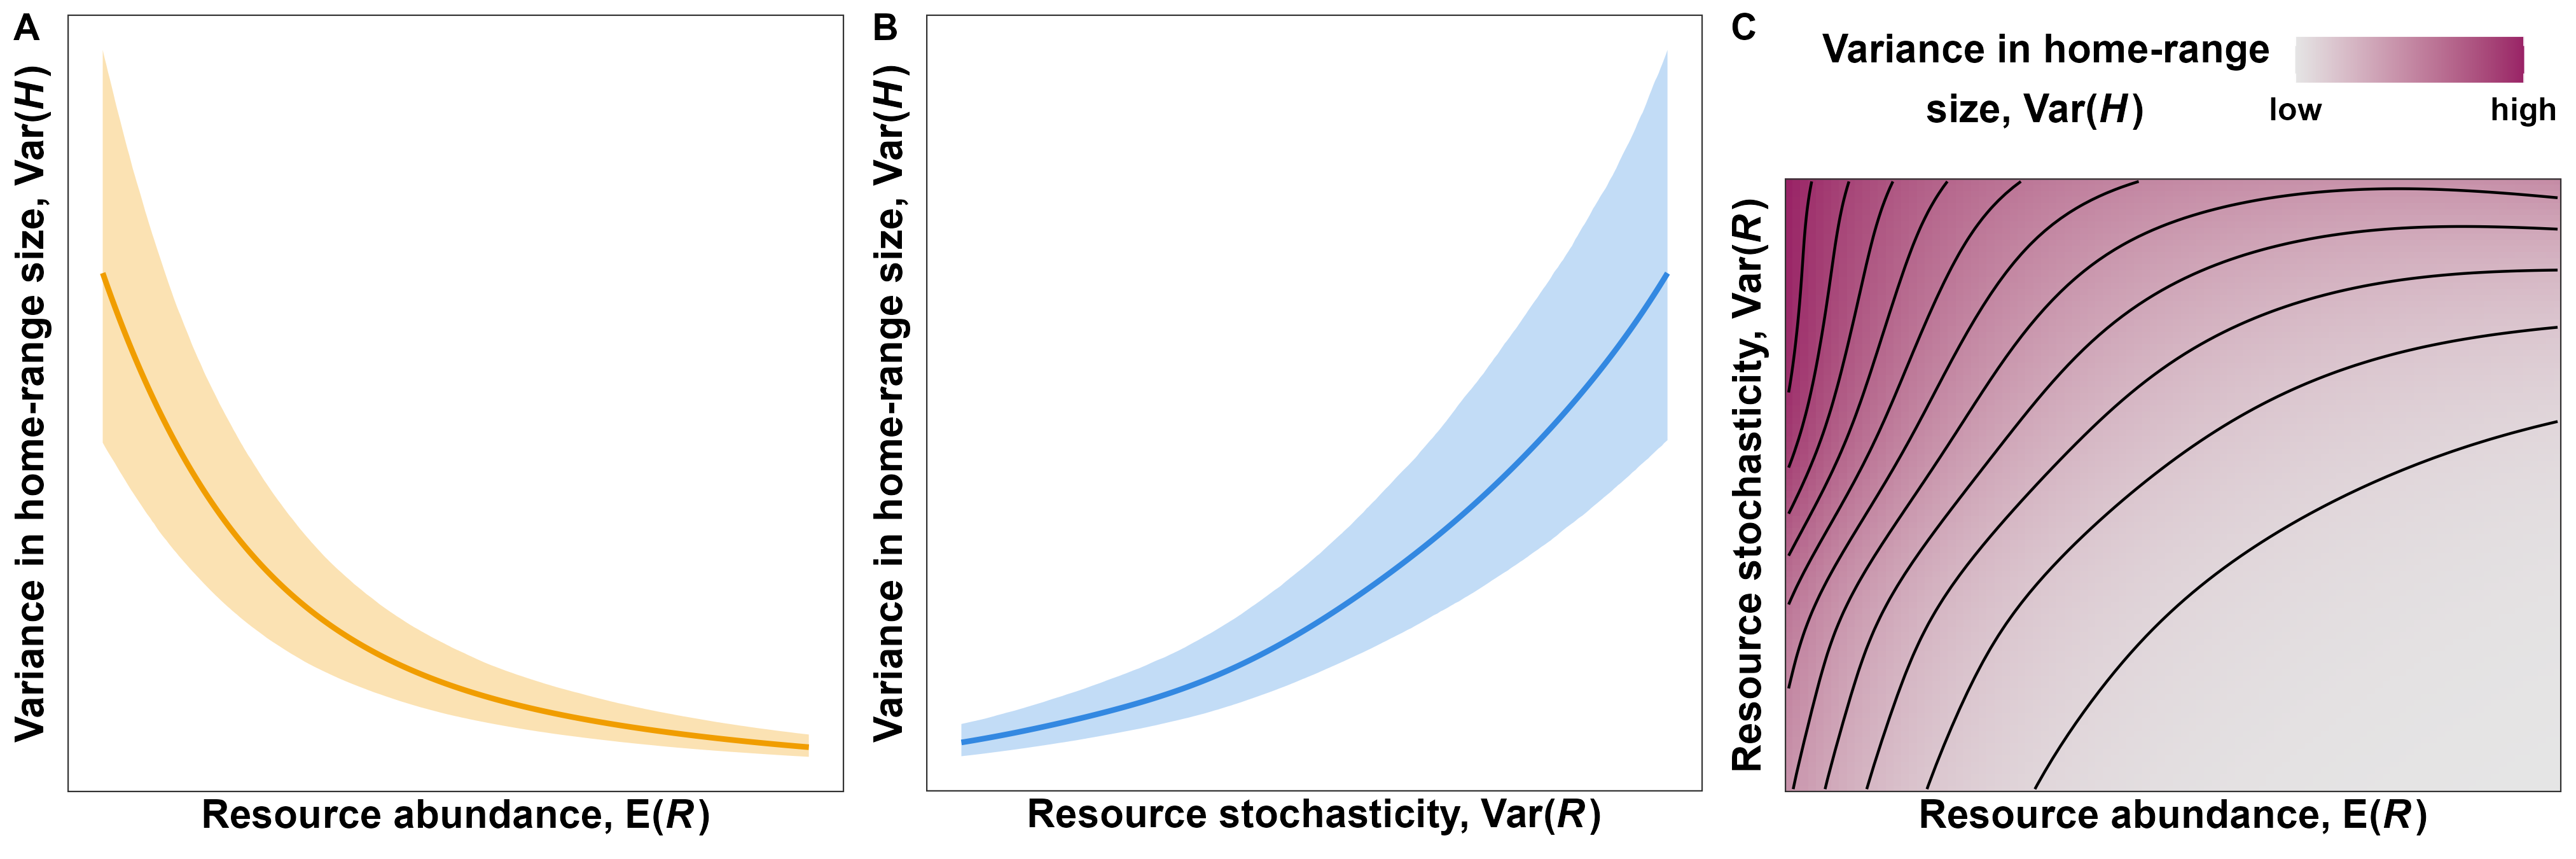 A
Variance in home-range size, Var(H)
Resource abundance, E(R)
B
Variance in home-range size, Var(H)
Resource stochasticity, Var(R)
C
Variance in home-range
size, Var(H)
low high
Resource stochasticity, Var(R)
Resource abundance, E(R)